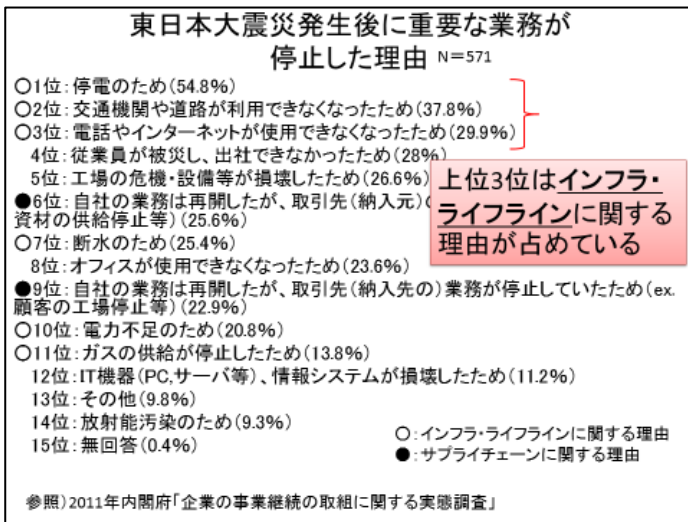 東日本大震災発生後に重要な業務が
停止した理由 N＝571
〇1位：停電のため(54.8%)
〇2位：交通機関や道路が利用できなくなったため(37.8%)
〇3位：電話やインターネットが使用できなくなったため(29.9%)
4位：従業員が被災し、出社できなかったため(28%)
5位：工場の危機・設備等が損壊したため(26.6%)
●6位：自社の業務は再開したが、取引先(納入元)
資材の供給停止等)(25.6%)
上位3位はインフラ・
ライフラインに関する
理由が占めている
〇7位：断水のため(25.4%)
8位：オフィスが使用できなくなったため(23.6%)
●9位：自社の業務は再開したが、取引先(納入先の)業務が停止していたため(ex.
顧客の工場停止等)(22.9%)
〇10位：電力不足のため(20.8%)
〇11位：ガスの供給が停止したため(13.8%)
12位：IT機器(PC,サーバ等)、情報システムが損壊したため(11.2%)
13位：その他(9.8%)
14位：放射能汚染のため(9.3%)
15位：無回答(0.4%)
〇：インフラ・ライフラインに関する理由
●：サプライチェーンに関する理由
参照)2011年内閣府「企業の事業継続の取組に関する実態調査」